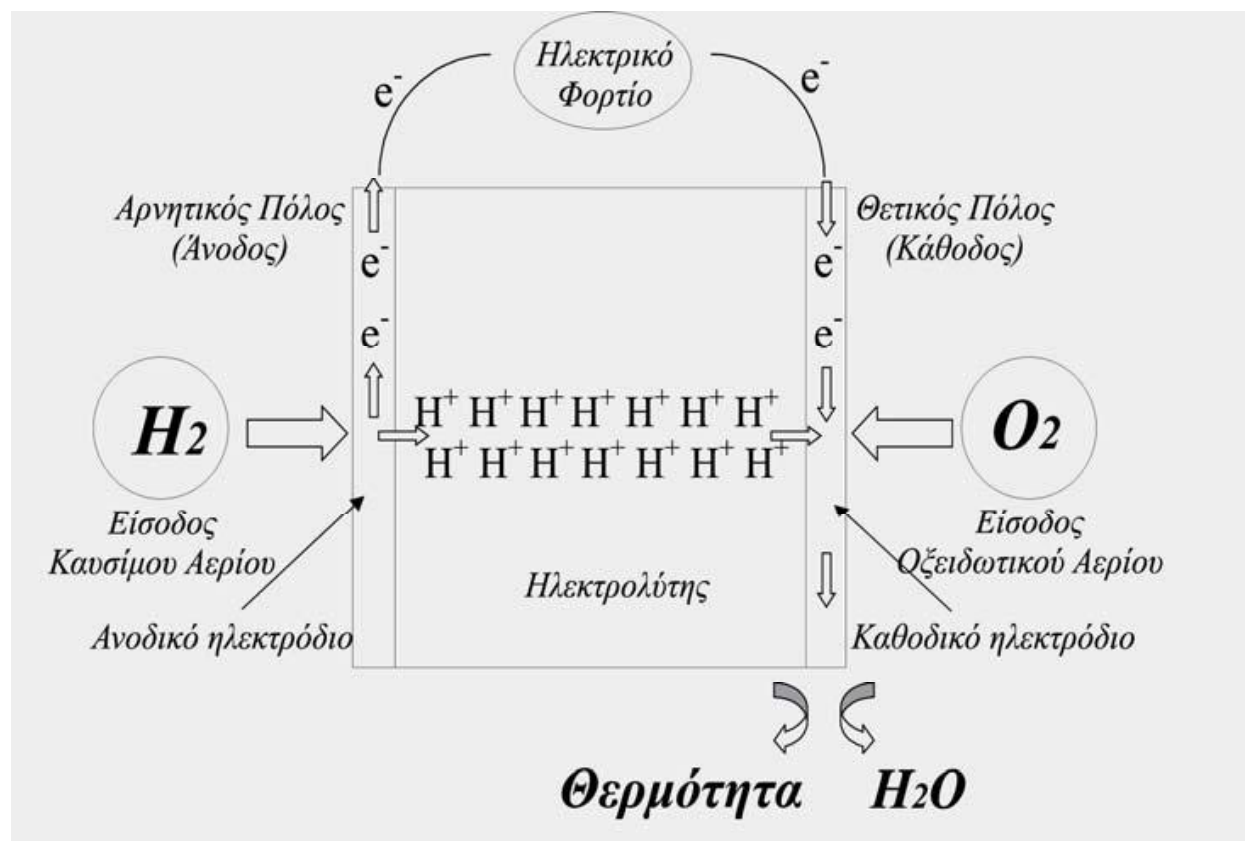 Ηλεκτρικό
Φορτίο
e⁻
e⁻
Αρνητικός Πόλος
(Άνοδος)
Θετικός Πόλος
(Κάθοδος)
e⁻
e⁻
e⁻
e⁻
H⁺ H⁺ H⁺ H⁺ H⁺ H⁺ H⁺
H₂
O₂
H⁺ H⁺ H⁺ H⁺ H⁺ H⁺ H⁺
Είσοδος
Καυσίμου Αερίου
Είσοδος
Οξειδωτικού Αερίου
Ηλεκτρολύτης
Ανοδικό ηλεκτρόδιο
Καθοδικό ηλεκτρόδιο
Θερμότητα
H₂O